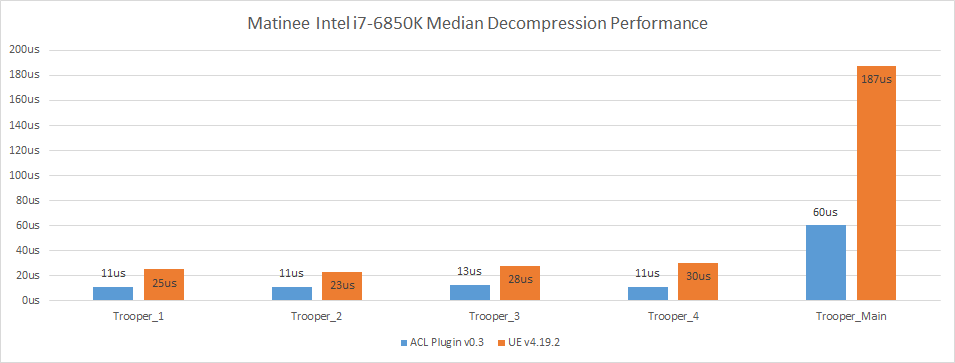 Matinee Intel i7-6850K Median Decompression Performance
200us
180us
160us
140us
120us
100us
80us
60us
40us
20us
0us
11us
25us
11us
23us
13us
28us
11us
30us
60us
187us
Trooper_1
Trooper_2
Trooper_3
Trooper_4
Trooper_Main
ACL Plugin v0.3
UE v4.19.2